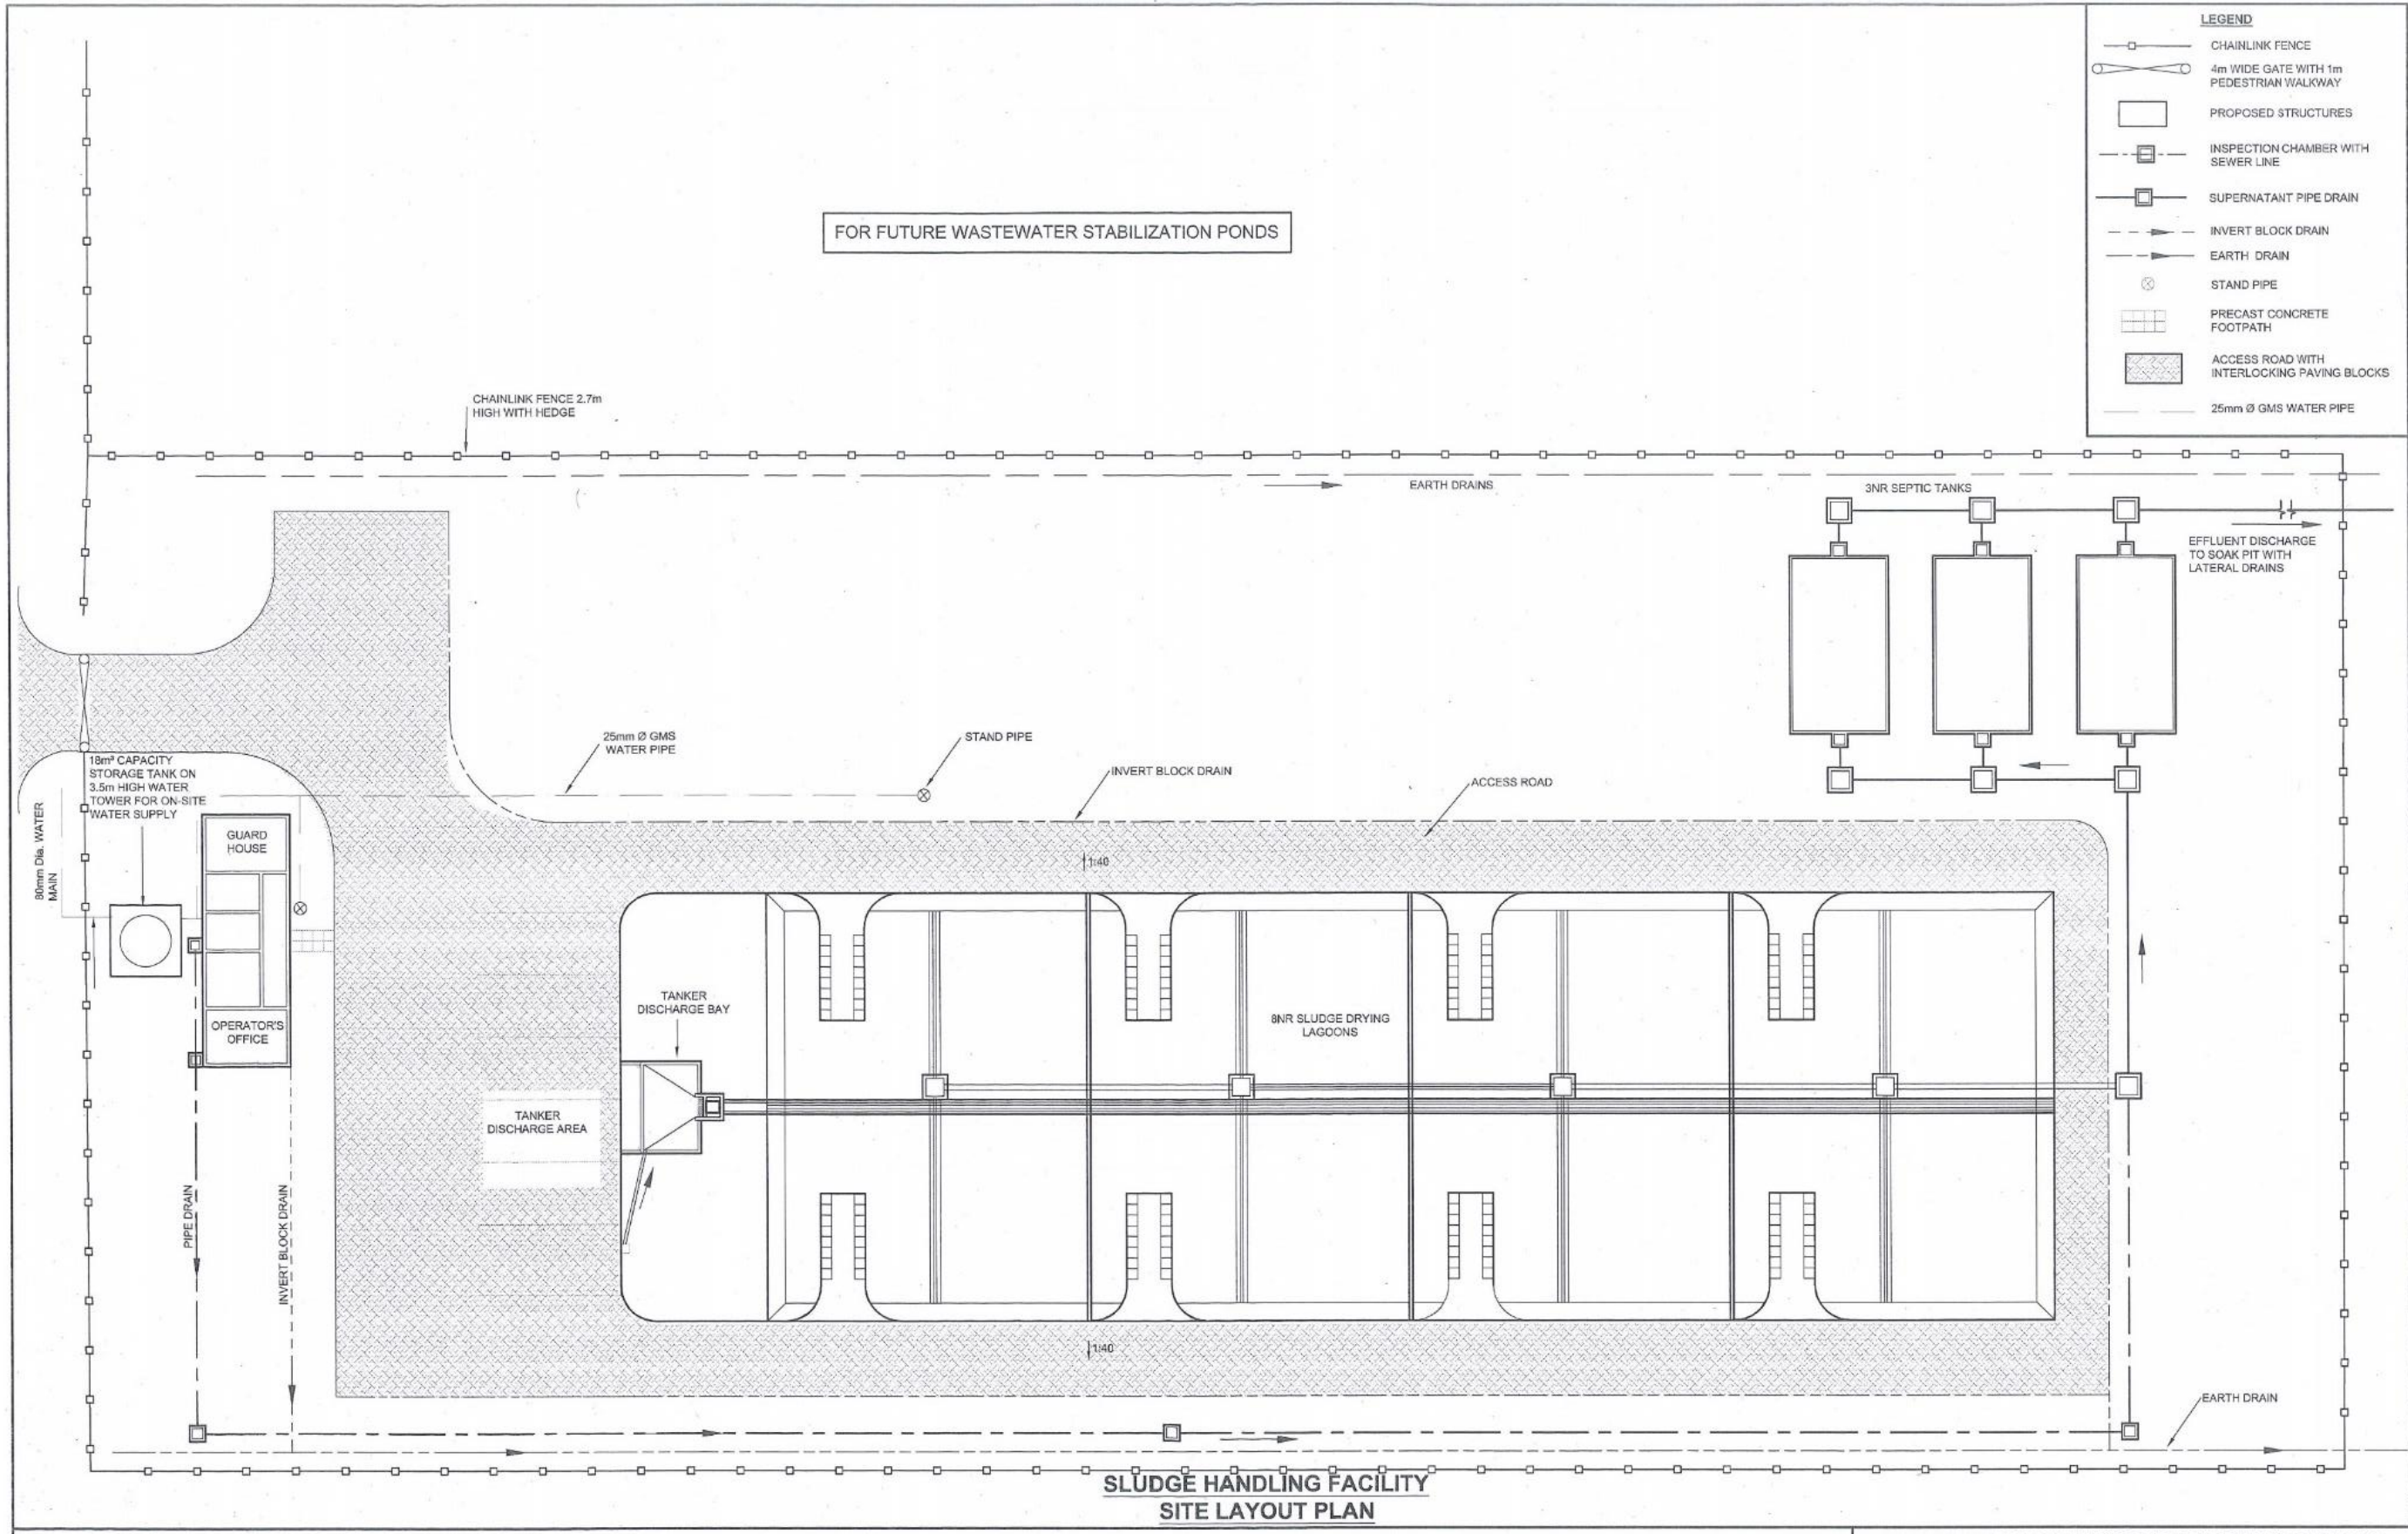 LEGEND
CHAINLINK FENCE
4m WIDE GATE WITH 1m
PEDESTRIAN WALKWAY
PROPOSED STRUCTURES
INSPECTION CHAMBER WITH
SEWER LINE
SUPERNATANT PIPE DRAIN
INVERT BLOCK DRAIN
EARTH DRAIN
STAND PIPE
PRECAST CONCRETE
FOOTPATH
ACCESS ROAD WITH
INTERLOCKING PAVING BLOCKS
25mm Ø GMS WATER PIPE
FOR FUTURE WASTEWATER STABILIZATION PONDS
CHAINLINK FENCE 2.7m
HIGH WITH HEDGE
EARTH DRAINS
3NR SEPTIC TANKS
EFFLUENT DISCHARGE
TO SOAK PIT WITH
LATERAL DRAINS
25mm Ø GMS
WATER PIPE
STAND PIPE
INVERT BLOCK DRAIN
ACCESS ROAD
18m³ CAPACITY
STORAGE TANK ON
3.5m HIGH WATER
TOWER FOR ON-SITE
WATER SUPPLY
80mm Dia. WATER
MAIN
GUARD
HOUSE
1:40
TANKER
DISCHARGE BAY
8NR SLUDGE DRYING
LAGOONS
OPERATOR'S
OFFICE
TANKER
DISCHARGE AREA
PIPE DRAIN
INVERT BLOCK DRAIN
1:40
EARTH DRAIN
SLUDGE HANDLING FACILITY
SITE LAYOUT PLAN